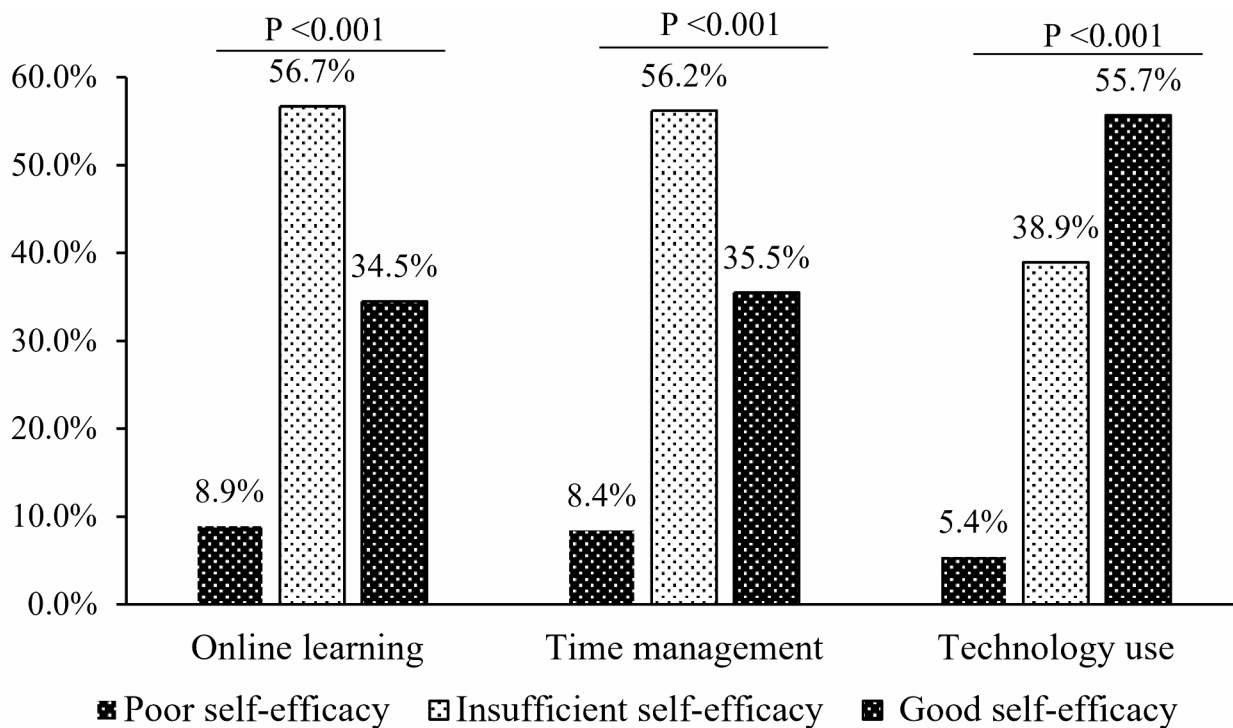 P <0.001 P <0.001 P <0.001
56.7% 56.2% 55.7%
60.0%
50.0%
40.0%
30.0%
20.0%
10.0%
0.0%
8.9% 34.5% 8.4% 35.5% 5.4% 38.9%
Online learning Time management Technology use
Poor self-efficacy Insufficient self-efficacy Good self-efficacy